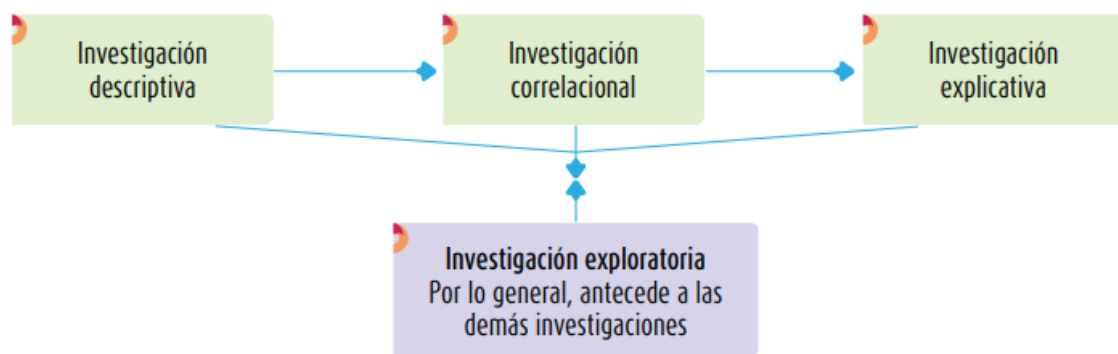 Investigación
descriptiva
Investigación
correlacional
Investigación
explicativa
Investigación exploratoria
Por lo general, antecede a las
demás investigaciones